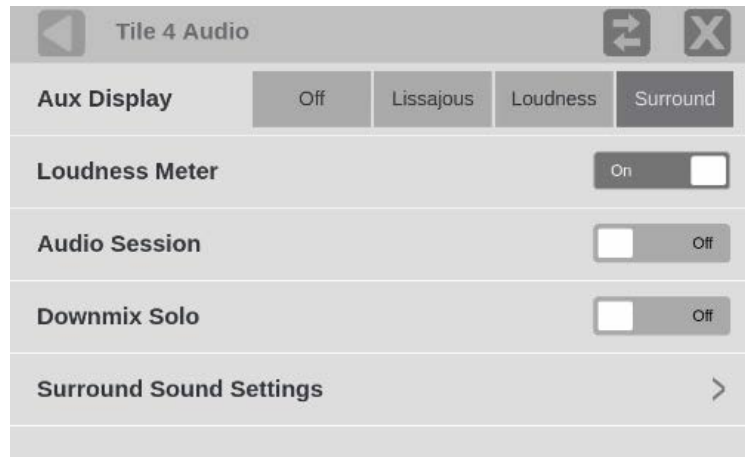 Tile 4 Audio
Aux Display Off Lissajous Loudness Surround
Loudness Meter On
Audio Session Off
Downmix Solo Off
Surround Sound Settings